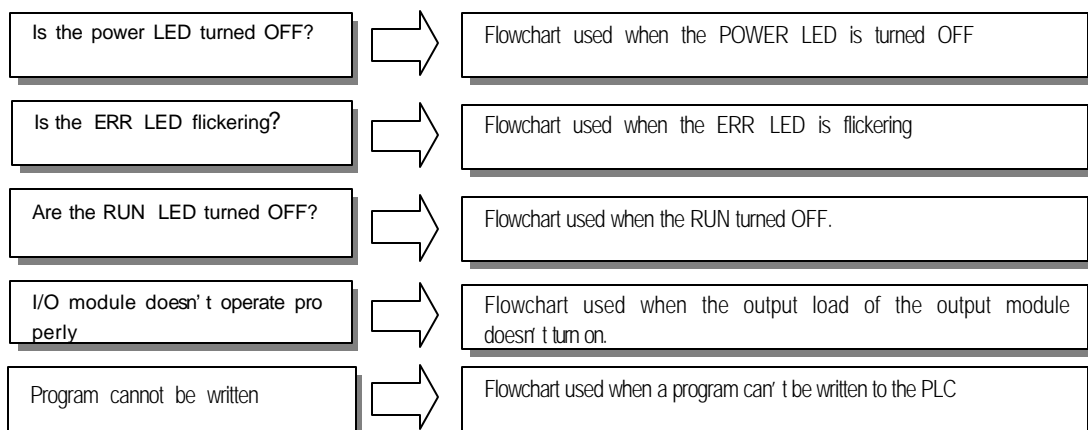 Is the power LED turned OFF?
Flowchart used when the POWER LED is turned OFF
Is the ERR LED flickering?
Flowchart used when the ERR LED is flickering
Are the RUN LED turned OFF?
Flowchart used when the RUN turned OFF.
I/O module doesn't operate pro
perly
Flowchart used when the output load of the output module
doesn't turn on.
Program cannot be written
Flowchart used when a program can't be written to the PLC